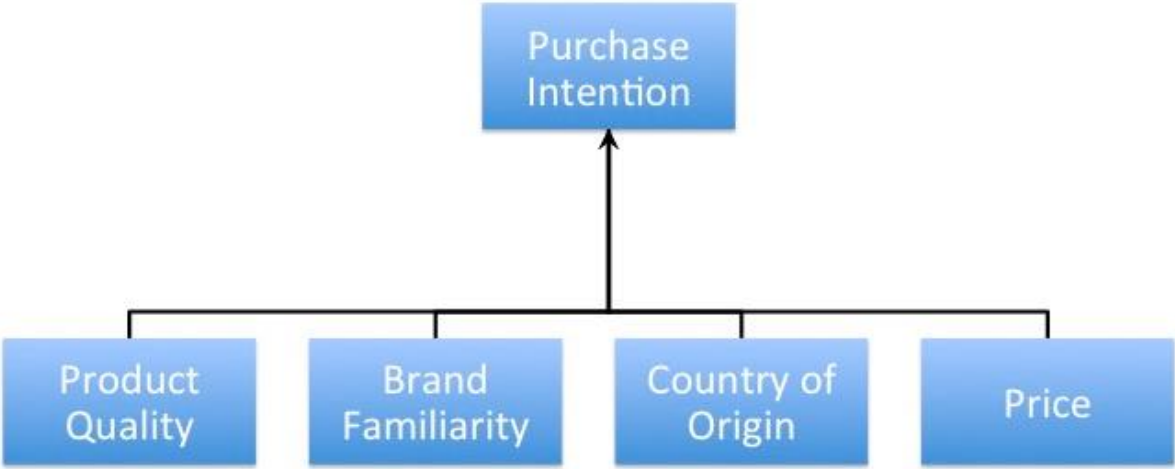 Purchase
Intention
Product
Quality
Brand
Familiarity
Country of
Origin
Price